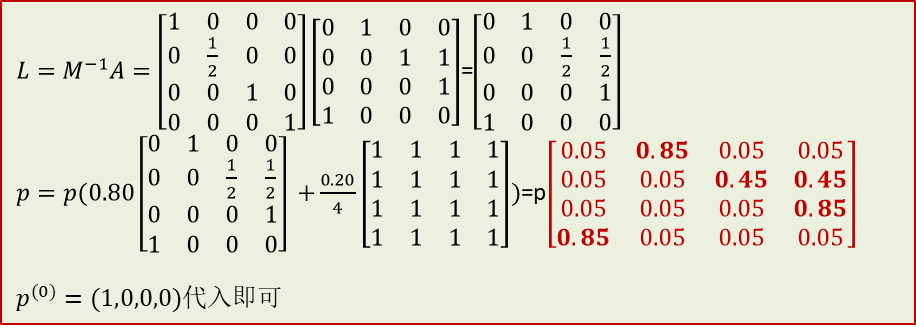 L = M⁻¹A = [1 0 0 0; 0 1/2 0 0; 0 0 1 0; 0 0 0 1] [0 1 0 0; 0 0 1 1; 0 0 0 1; 1 0 0 0]=[0 1 0 0; 0 0 1/2 1/2; 0 0 0 1; 1 0 0 0]
p = p(0.80 [0 1 0 0; 0 0 1/2 1/2; 0 0 0 1; 1 0 0 0] + 0.20/4 [1 1 1 1; 1 1 1 1; 1 1 1 1; 1 1 1 1])=p[0.05 0.85 0.05 0.05; 0.05 0.05 0.45 0.45; 0.05 0.05 0.05 0.85; 0.85 0.05 0.05 0.05]
p⁽⁰⁾ = (1,0,0,0)代入即可